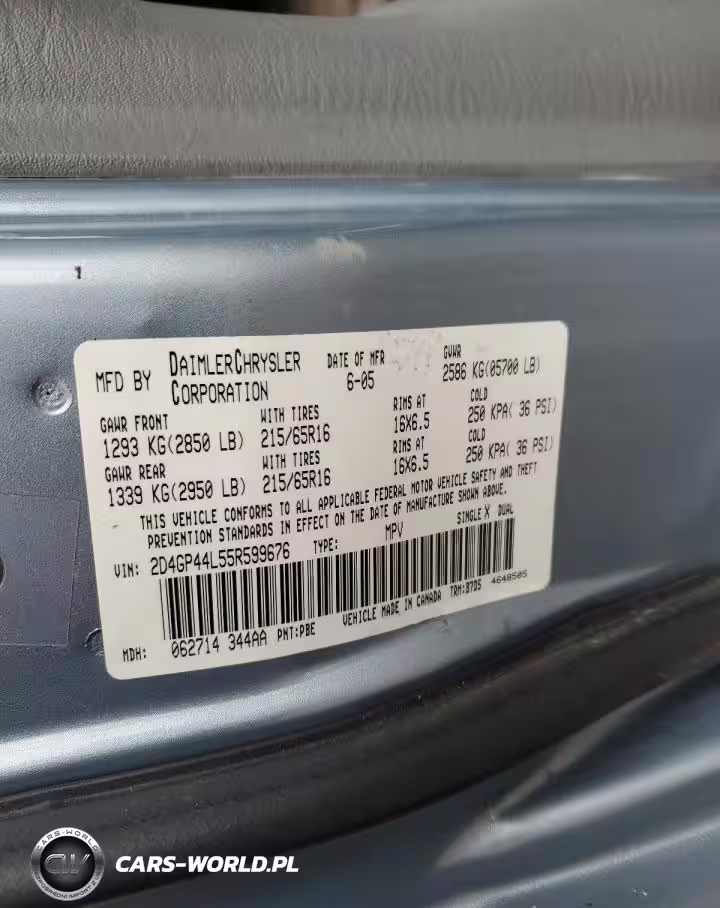 MFD BY DAIMLERCHRYSLER CORPORATION
DATE OF MFR 6-05
GVWR 2586 KG(05700 LB)
GAWR FRONT WITH TIRES RIMS AT COLD
1293 KG(2850 LB) 215/65R16 16X6.5 250 KPA( 36 PSI)
GAWR REAR WITH TIRES RIMS AT COLD
1339 KG(2950 LB) 215/65R16 16X6.5 250 KPA( 36 PSI)
THIS VEHICLE CONFORMS TO ALL APPLICABLE FEDERAL MOTOR VEHICLE SAFETY AND THEFT
PREVENTION STANDARDS IN EFFECT ON THE DATE OF MANUFACTURE SHOWN ABOVE.
VIN: 2D4GP44L55R599676 TYPE: MPV SINGLE X DUAL
MDH: 062714 344AA PNT:PBE VEHICLE MADE IN CANADA TRM:B7D5 4648505
CARS-WORLD
CW
CARS-WORLD.PL